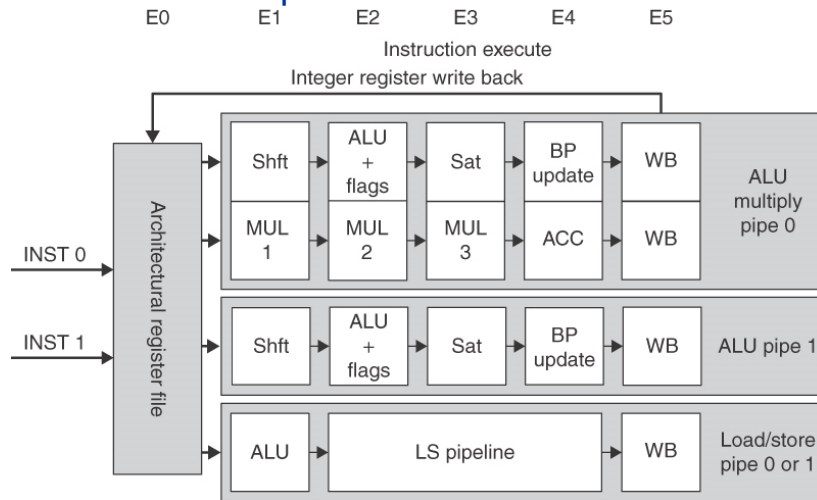 E0 E1 E2 E3 E4 E5
Instruction execute
Integer register write back
Architectural register file
INST 0
INST 1
Shft
ALU
+
flags
Sat
BP
update
WB
MUL
1
MUL
2
MUL
3
ACC
WB
ALU
multiply
pipe 0
Shft
ALU
+
flags
Sat
BP
update
WB
ALU pipe 1
ALU
LS pipeline
WB
Load/store
pipe 0 or 1